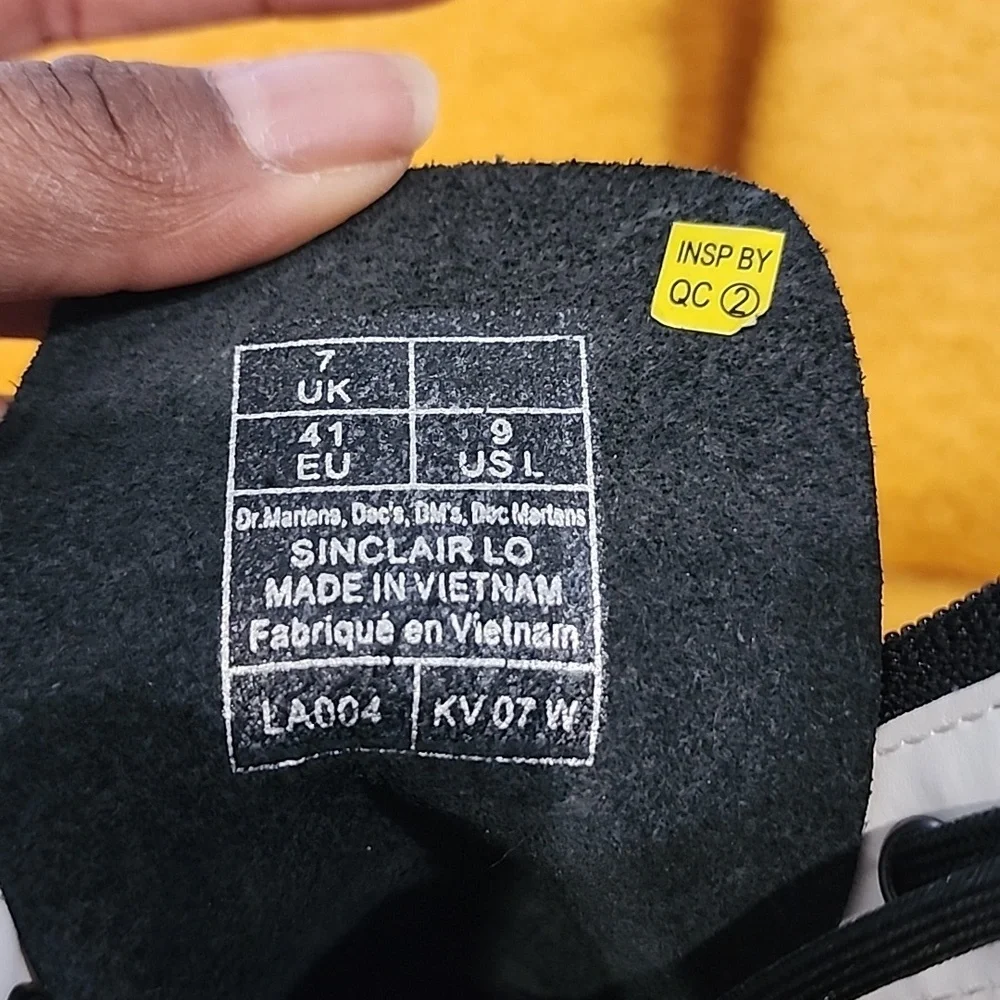 INSP BY
QC ②
7
UK
41
EU
9
US L
Dr.Martens, Doc's, DM's, Doc Martens
SINCLAIR LO
MADE IN VIETNAM
Fabriqué en Vietnam
LA004
KV 07 W